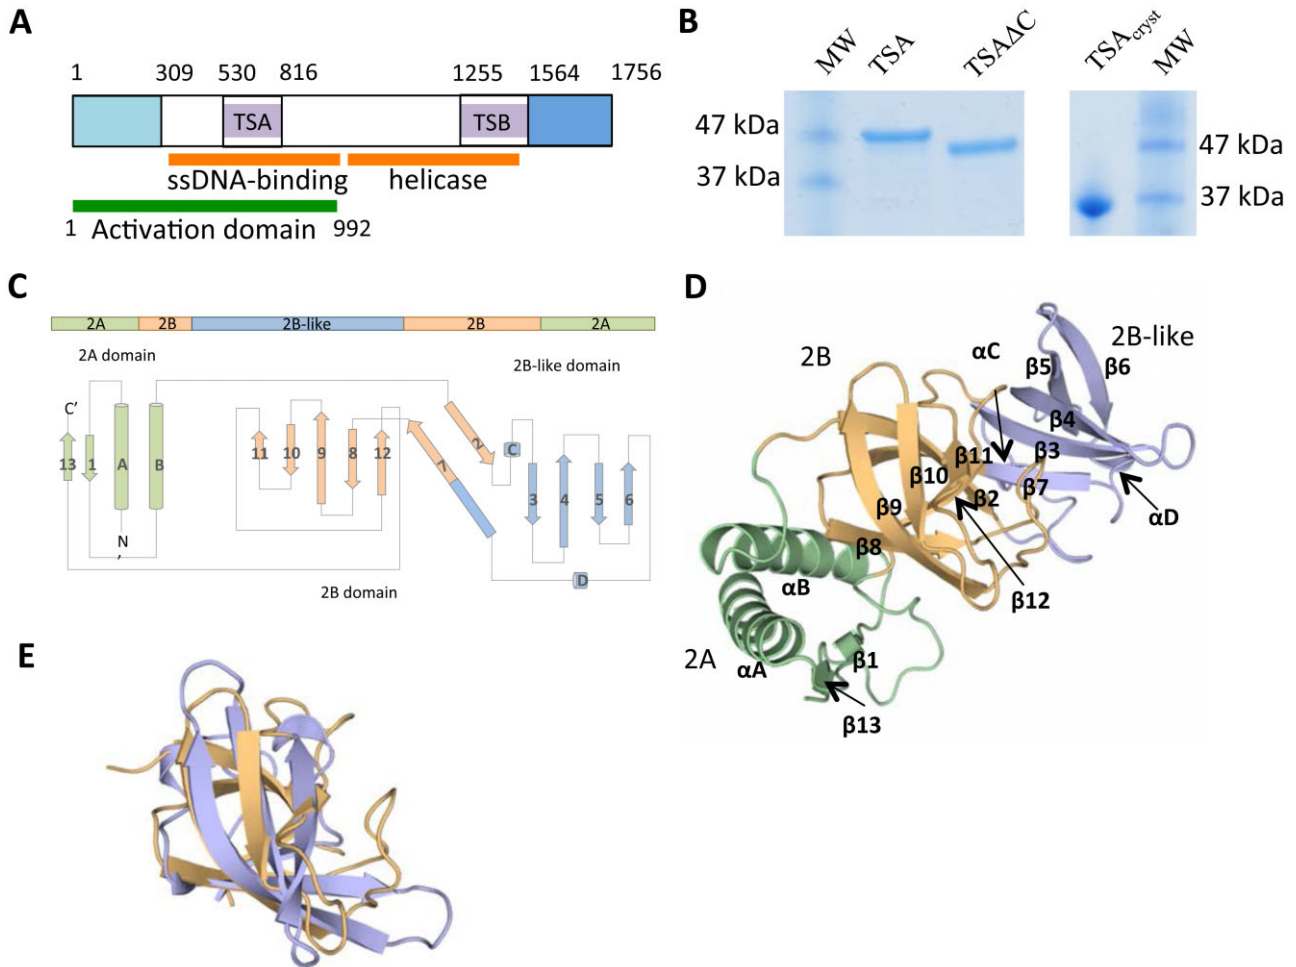 A
1 309 530 816 1255 1564 1756
TSA TSB
ssDNA-binding helicase
1 Activation domain 992
B
MW TSA TSAΔC TSAcryst MW
47 kDa 47 kDa
37 kDa 37 kDa
C
2A 2B 2B-like 2B 2A
2A domain
2B-like domain
C’
13 1 A B 11 10 9 8 12 7 2 C 3 4 5 6
N
’
D
2B domain
D
2B αC 2B-like
β5 β6
β4
β3
β11
β10 β7
β2
β9 αD
β8
αB β12
2A αA β1
β13
E